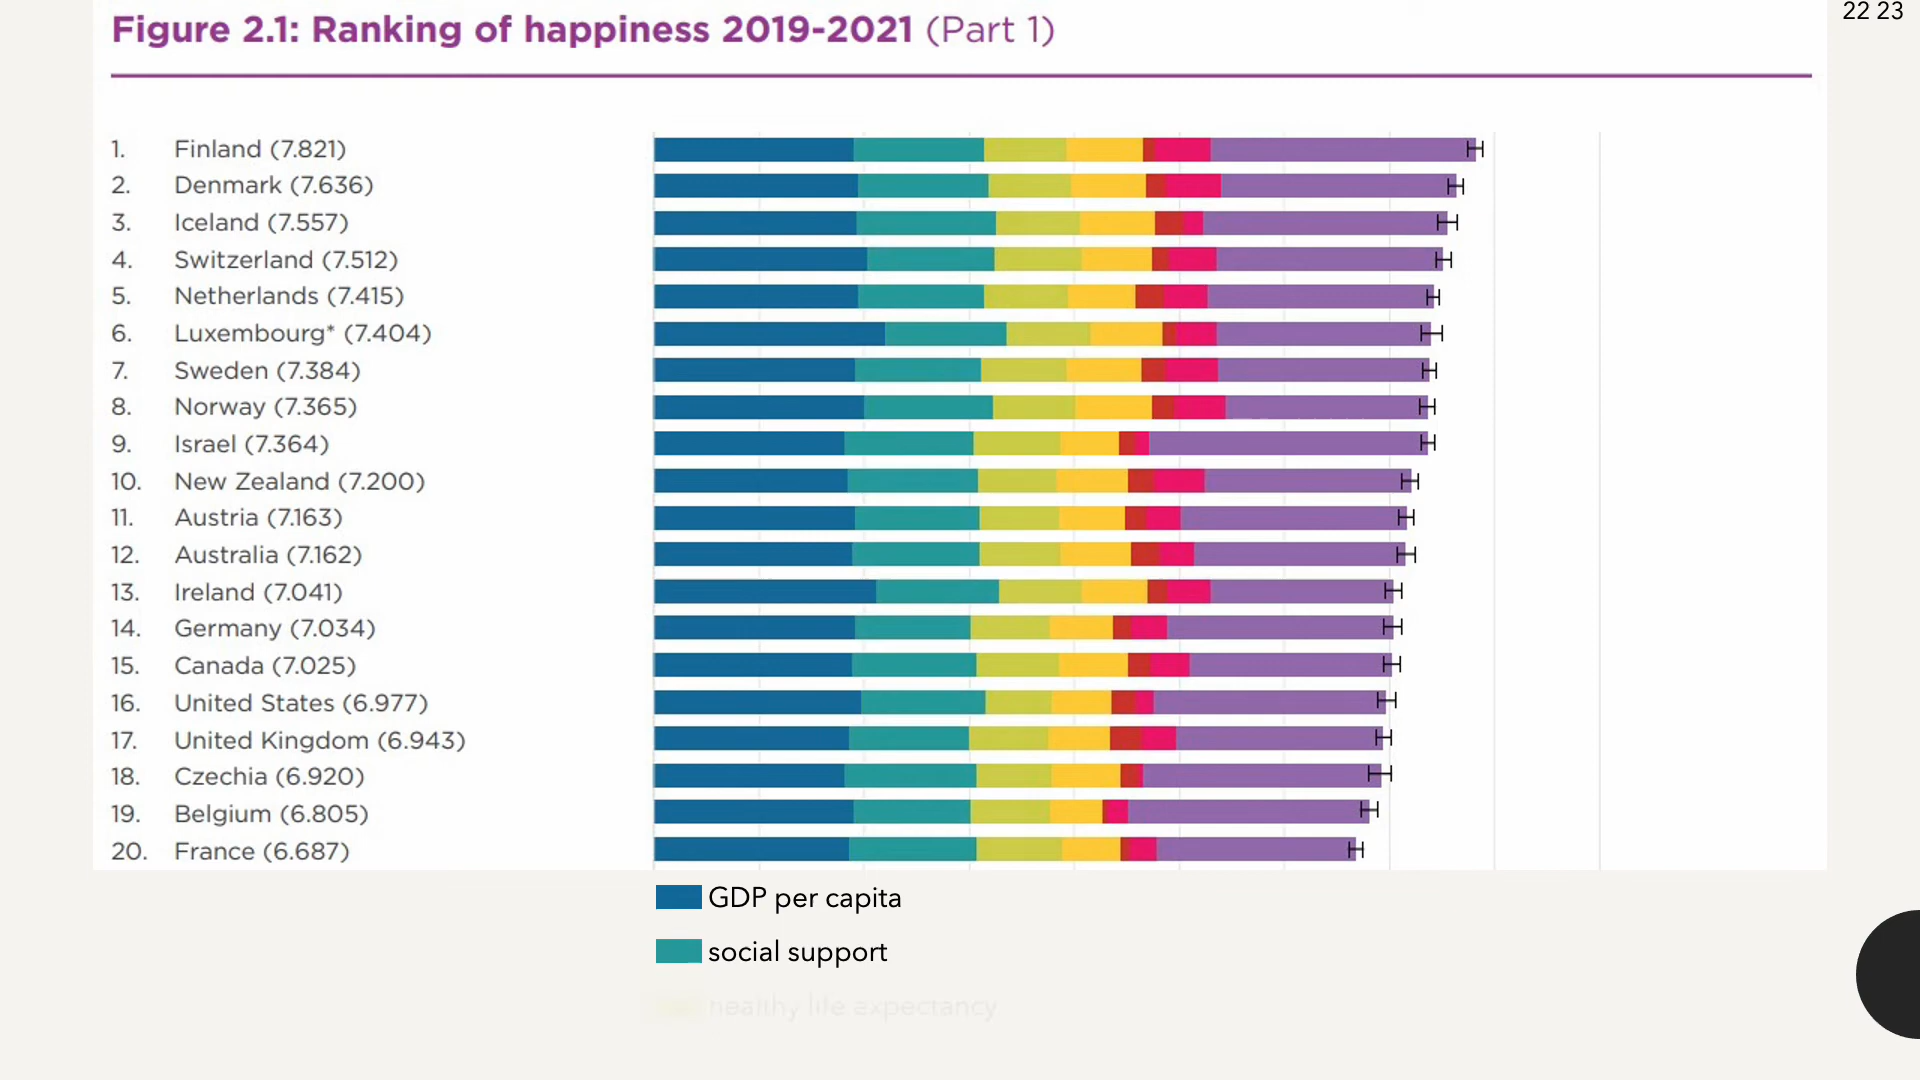 22 23
Figure 2.1: Ranking of happiness 2019-2021 (Part 1)
1. Finland (7.821)
2. Denmark (7.636)
3. Iceland (7.557)
4. Switzerland (7.512)
5. Netherlands (7.415)
6. Luxembourg* (7.404)
7. Sweden (7.384)
8. Norway (7.365)
9. Israel (7.364)
10. New Zealand (7.200)
11. Austria (7.163)
12. Australia (7.162)
13. Ireland (7.041)
14. Germany (7.034)
15. Canada (7.025)
16. United States (6.977)
17. United Kingdom (6.943)
18. Czechia (6.920)
19. Belgium (6.805)
20. France (6.687)
GDP per capita
social support
healthy life expectancy